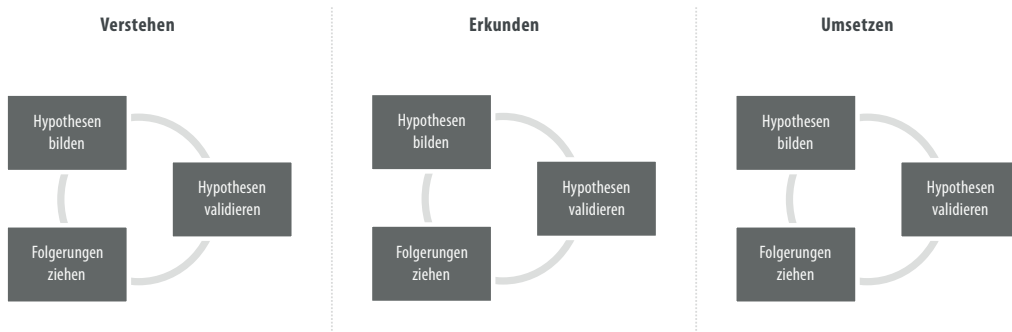 Verstehen
Erkunden
Umsetzen
Hypothesen
bilden
Hypothesen
validieren
Folgerungen
ziehen
Hypothesen
bilden
Hypothesen
validieren
Folgerungen
ziehen
Hypothesen
bilden
Hypothesen
validieren
Folgerungen
ziehen